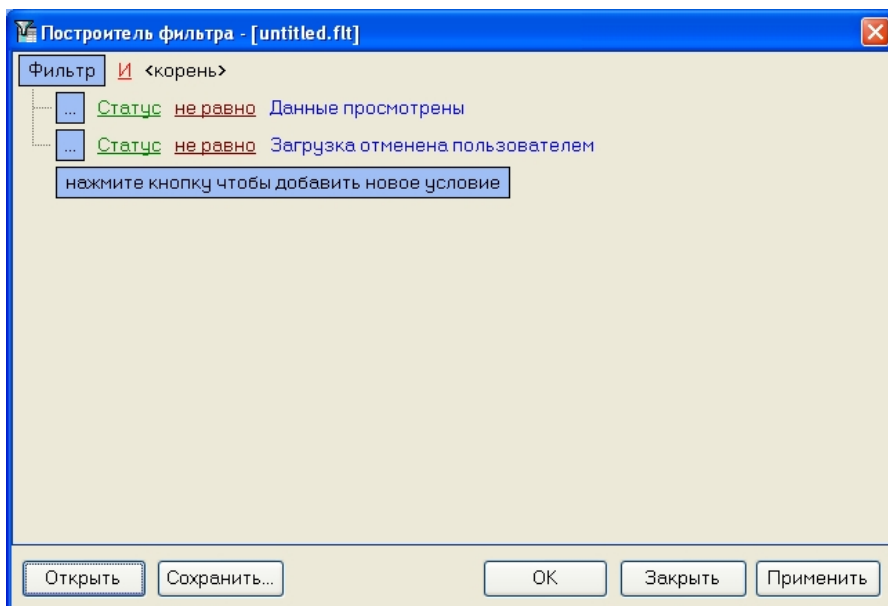 Построитель фильтра - [untitled.flt]
Фильтр И <корень>
... Статус не равно Данные просмотрены
... Статус не равно Загрузка отменена пользователем
нажмите кнопку чтобы добавить новое условие
Открыть Сохранить... OK Закрыть Применить